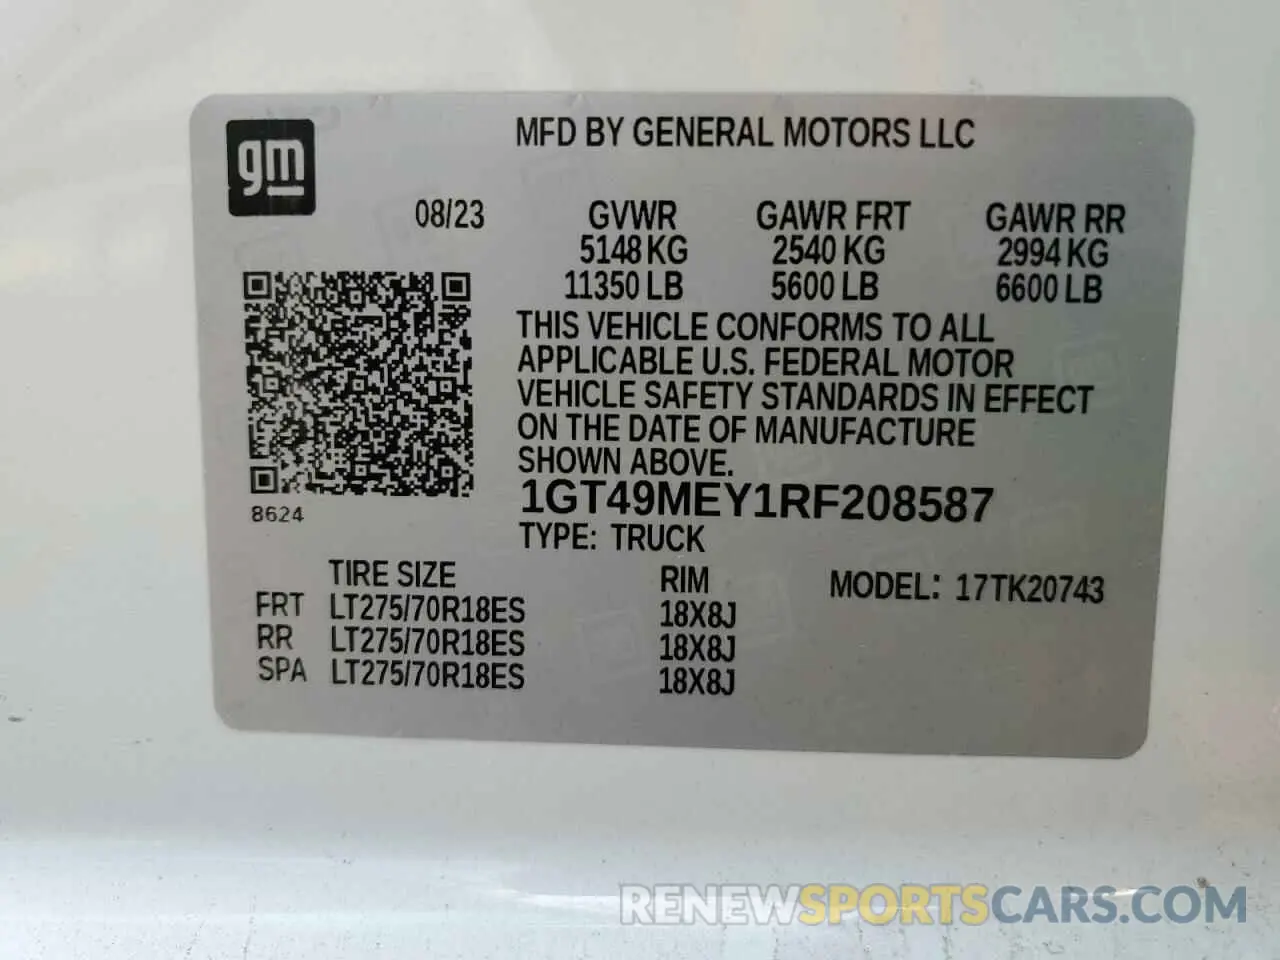 gm
MFD BY GENERAL MOTORS LLC
08/23 GVWR GAWR FRT GAWR RR
5148 KG 2540 KG 2994 KG
11350 LB 5600 LB 6600 LB
THIS VEHICLE CONFORMS TO ALL
APPLICABLE U.S. FEDERAL MOTOR
VEHICLE SAFETY STANDARDS IN EFFECT
ON THE DATE OF MANUFACTURE
SHOWN ABOVE.
1GT49MEY1RF208587
8624
TYPE: TRUCK
TIRE SIZE RIM MODEL: 17TK20743
FRT LT275/70R18ES 18X8J
RR LT275/70R18ES 18X8J
SPA LT275/70R18ES 18X8J
RENEWSPORTSCARS.COM